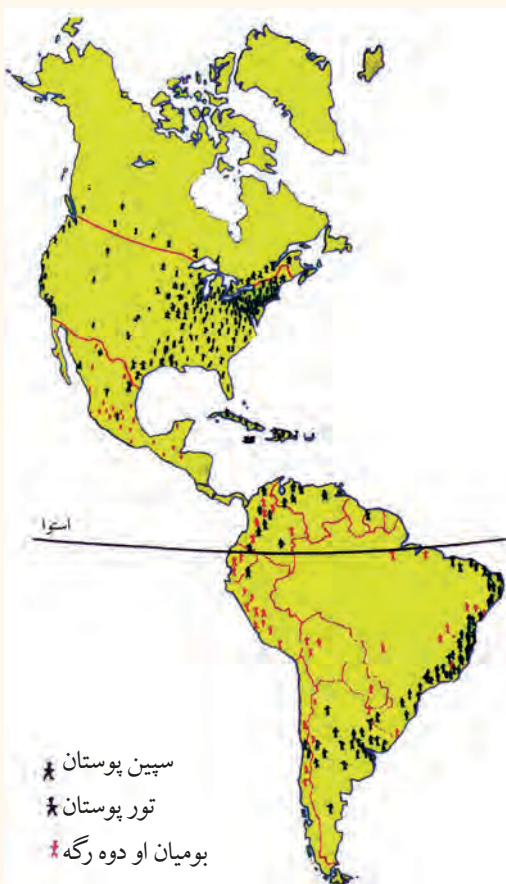 استوا
سپین پوستان
تور پوستان
بومیان او دوه رگه